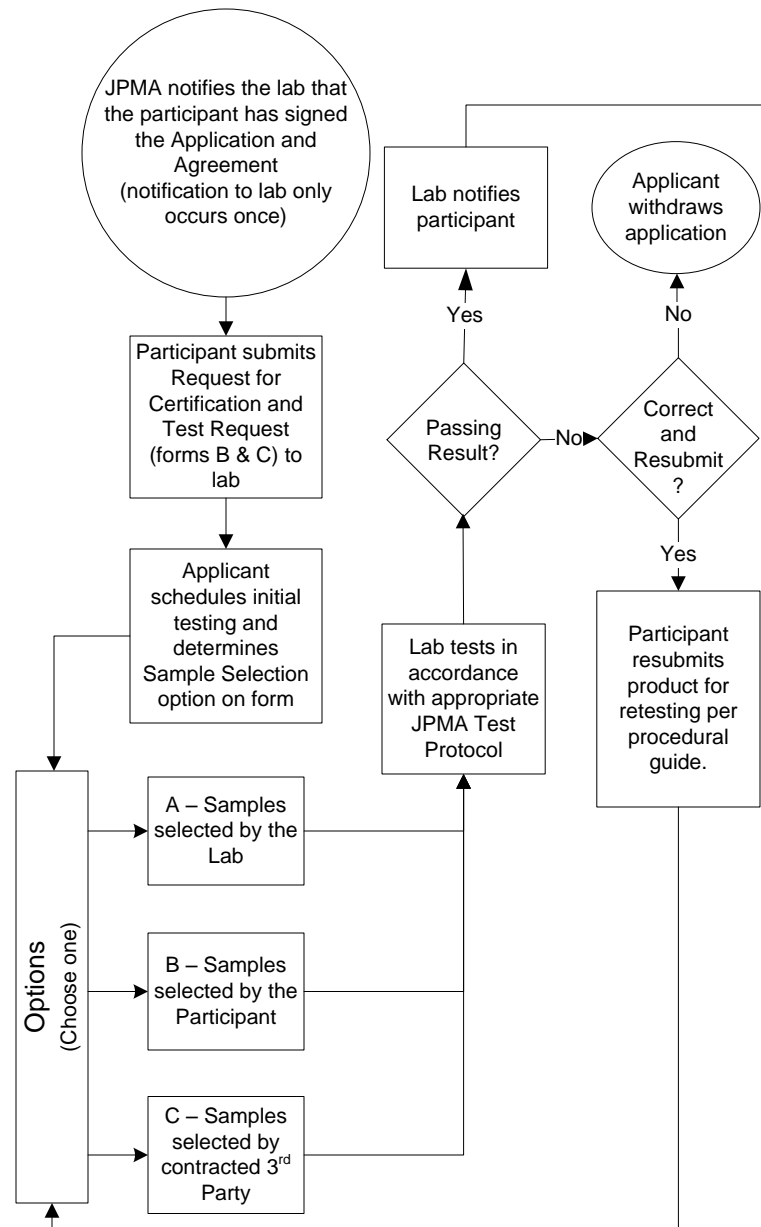 JPMA notifies the lab that
the participant has signed
the Application and
Agreement
(notification to lab only
occurs once)
Participant submits
Request for
Certification and
Test Request
(forms B & C) to
lab
Applicant
schedules initial
testing and
determines
Sample Selection
option on form
Options
(Choose one)
A – Samples
selected by the
Lab
B – Samples
selected by the
Participant
C – Samples
selected by
contracted 3rd
Party
Lab tests in
accordance
with appropriate
JPMA Test
Protocol
Passing
Result?
Yes
Lab notifies
participant
No
Correct
and
Resubmit
?
No
Applicant
withdraws
application
Yes
Participant
resubmits
product for
retesting per
procedural
guide.